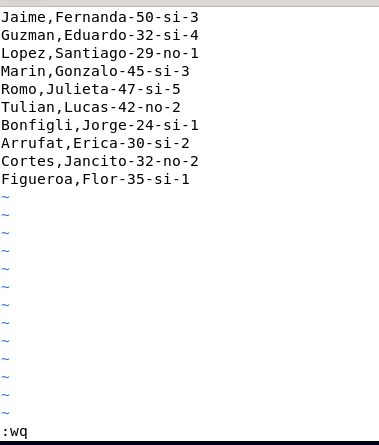 Jaime,Fernanda-50-si-3
Guzman,Eduardo-32-si-4
Lopez,Santiago-29-no-1
Marin,Gonzalo-45-si-3
Romo,Julieta-47-si-5
Tulian,Lucas-42-no-2
Bonfigli,Jorge-24-si-1
Arrufat,Erica-30-si-2
Cortes,Jancito-32-no-2
Figueroa,Flor-35-si-1
~
~
~
~
~
~
~
~
~
~
~
~
~
:wq